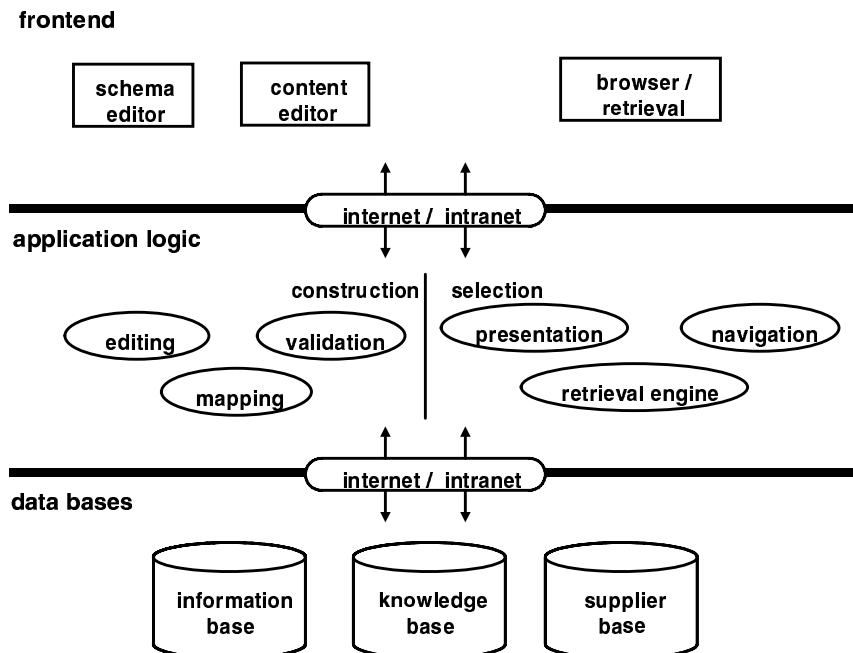 frontend
schema
editor
content
editor
browser /
retrieval
internet / intranet
application logic
construction
selection
editing
validation
presentation
navigation
mapping
retrieval engine
internet / intranet
data bases
information
base
knowledge
base
supplier
base